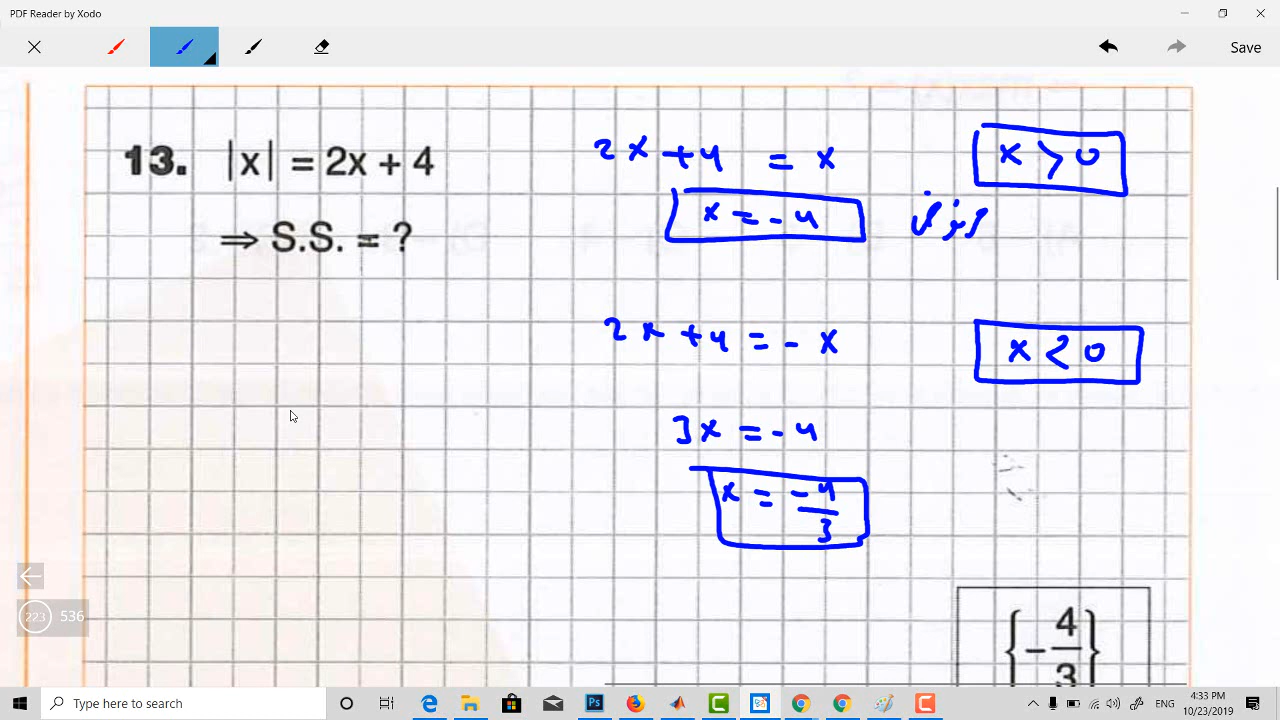 PDF Reader by Xodo
Save
13. |x| = 2x + 4
⇒ S.S. = ?
2x + 4 = x
x > 0
x = -4
2x + 4 = - x
x < 0
3x = -4
x = -4/3
{-4/3}
223 536
Type here to search
4:33 PM
10/23/2019